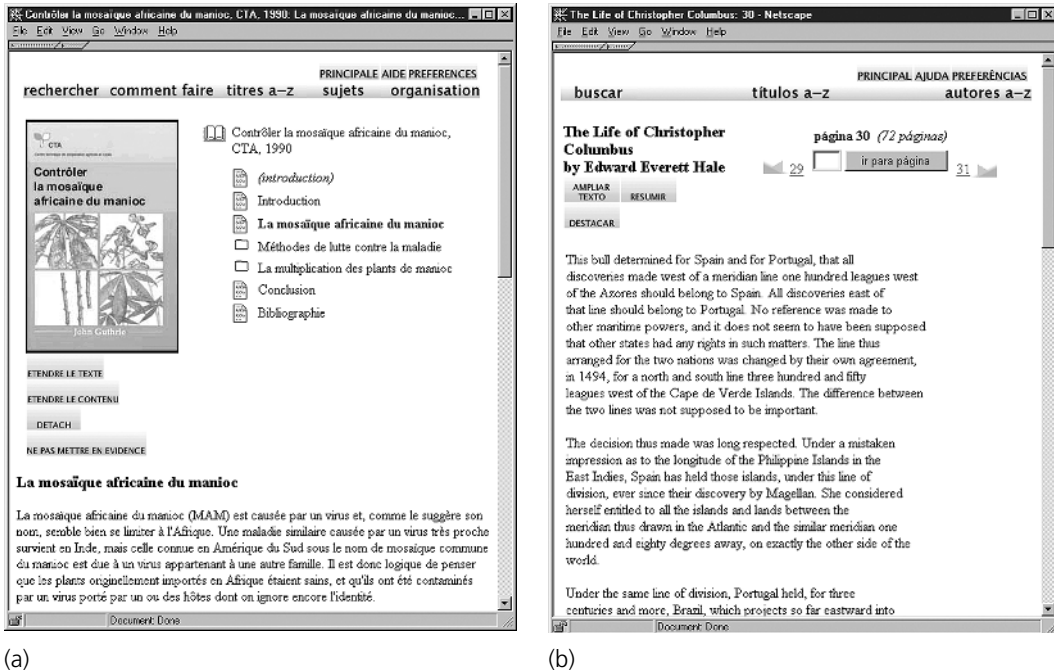 Contrôler la mosaïque africaine du manioc, CTA, 1990: La mosaïque africaine du manioc...
File Edit View Go Window Help
PRINCIPALE AIDE PREFERENCES
rechercher comment faire titres a–z sujets organisation
CTA
Contrôler
la mosaïque
africaine du manioc
John Guthrie
Contrôler la mosaïque africaine du manioc,
CTA, 1990
(introduction)
Introduction
La mosaïque africaine du manioc
Méthodes de lutte contre la maladie
La multiplication des plants de manioc
Conclusion
Bibliographie
ETENDRE LE TEXTE
ETENDRE LE CONTENU
DETACH
NE PAS METTRE EN EVIDENCE
La mosaïque africaine du manioc
La mosaïque africaine du manioc (MAM) est causée par un virus et, comme le suggère son
nom, semble bien se limiter à l'Afrique. Une maladie similaire causée par un virus très proche
survient en Inde, mais celle connue en Amérique du Sud sous le nom de mosaïque commune
du manioc est due à un virus appartenant à une autre famille. Il est donc logique de penser
que les plants originellement importés en Afrique étaient sains, et qu'ils ont été contaminés
par un virus porté par un ou des hôtes dont on ignore encore l'identité.
Document: Done
(a)
The Life of Christopher Columbus: 30 - Netscape
File Edit View Go Window Help
PRINCIPAL AJUDA PREFERÊNCIAS
buscar títulos a–z autores a–z
The Life of Christopher
Columbus
by Edward Everett Hale
página 30 (72 páginas)
29 ir para página 31
AMPLIAR
TEXTO RESUMIR
DESTACAR
This bull determined for Spain and for Portugal, that all
discoveries made west of a meridian line one hundred leagues west
of the Azores should belong to Spain. All discoveries east of
that line should belong to Portugal. No reference was made to
other maritime powers, and it does not seem to have been supposed
that other states had any rights in such matters. The line thus
arranged for the two nations was changed by their own agreement,
in 1494, for a north and south line three hundred and fifty
leagues west of the Cape de Verde Islands. The difference between
the two lines was not supposed to be important.
The decision thus made was long respected. Under a mistaken
impression as to the longitude of the Philippine Islands in the
East Indies, Spain has held those islands, under this line of
division, ever since their discovery by Magellan. She considered
herself entitled to all the islands and lands between the
meridian thus drawn in the Atlantic and the similar meridian one
hundred and eighty degrees away, on exactly the other side of the
world.
Under the same line of division, Portugal held, for three
centuries and more, Brazil, which projects so far eastward into
Document: Done
(b)